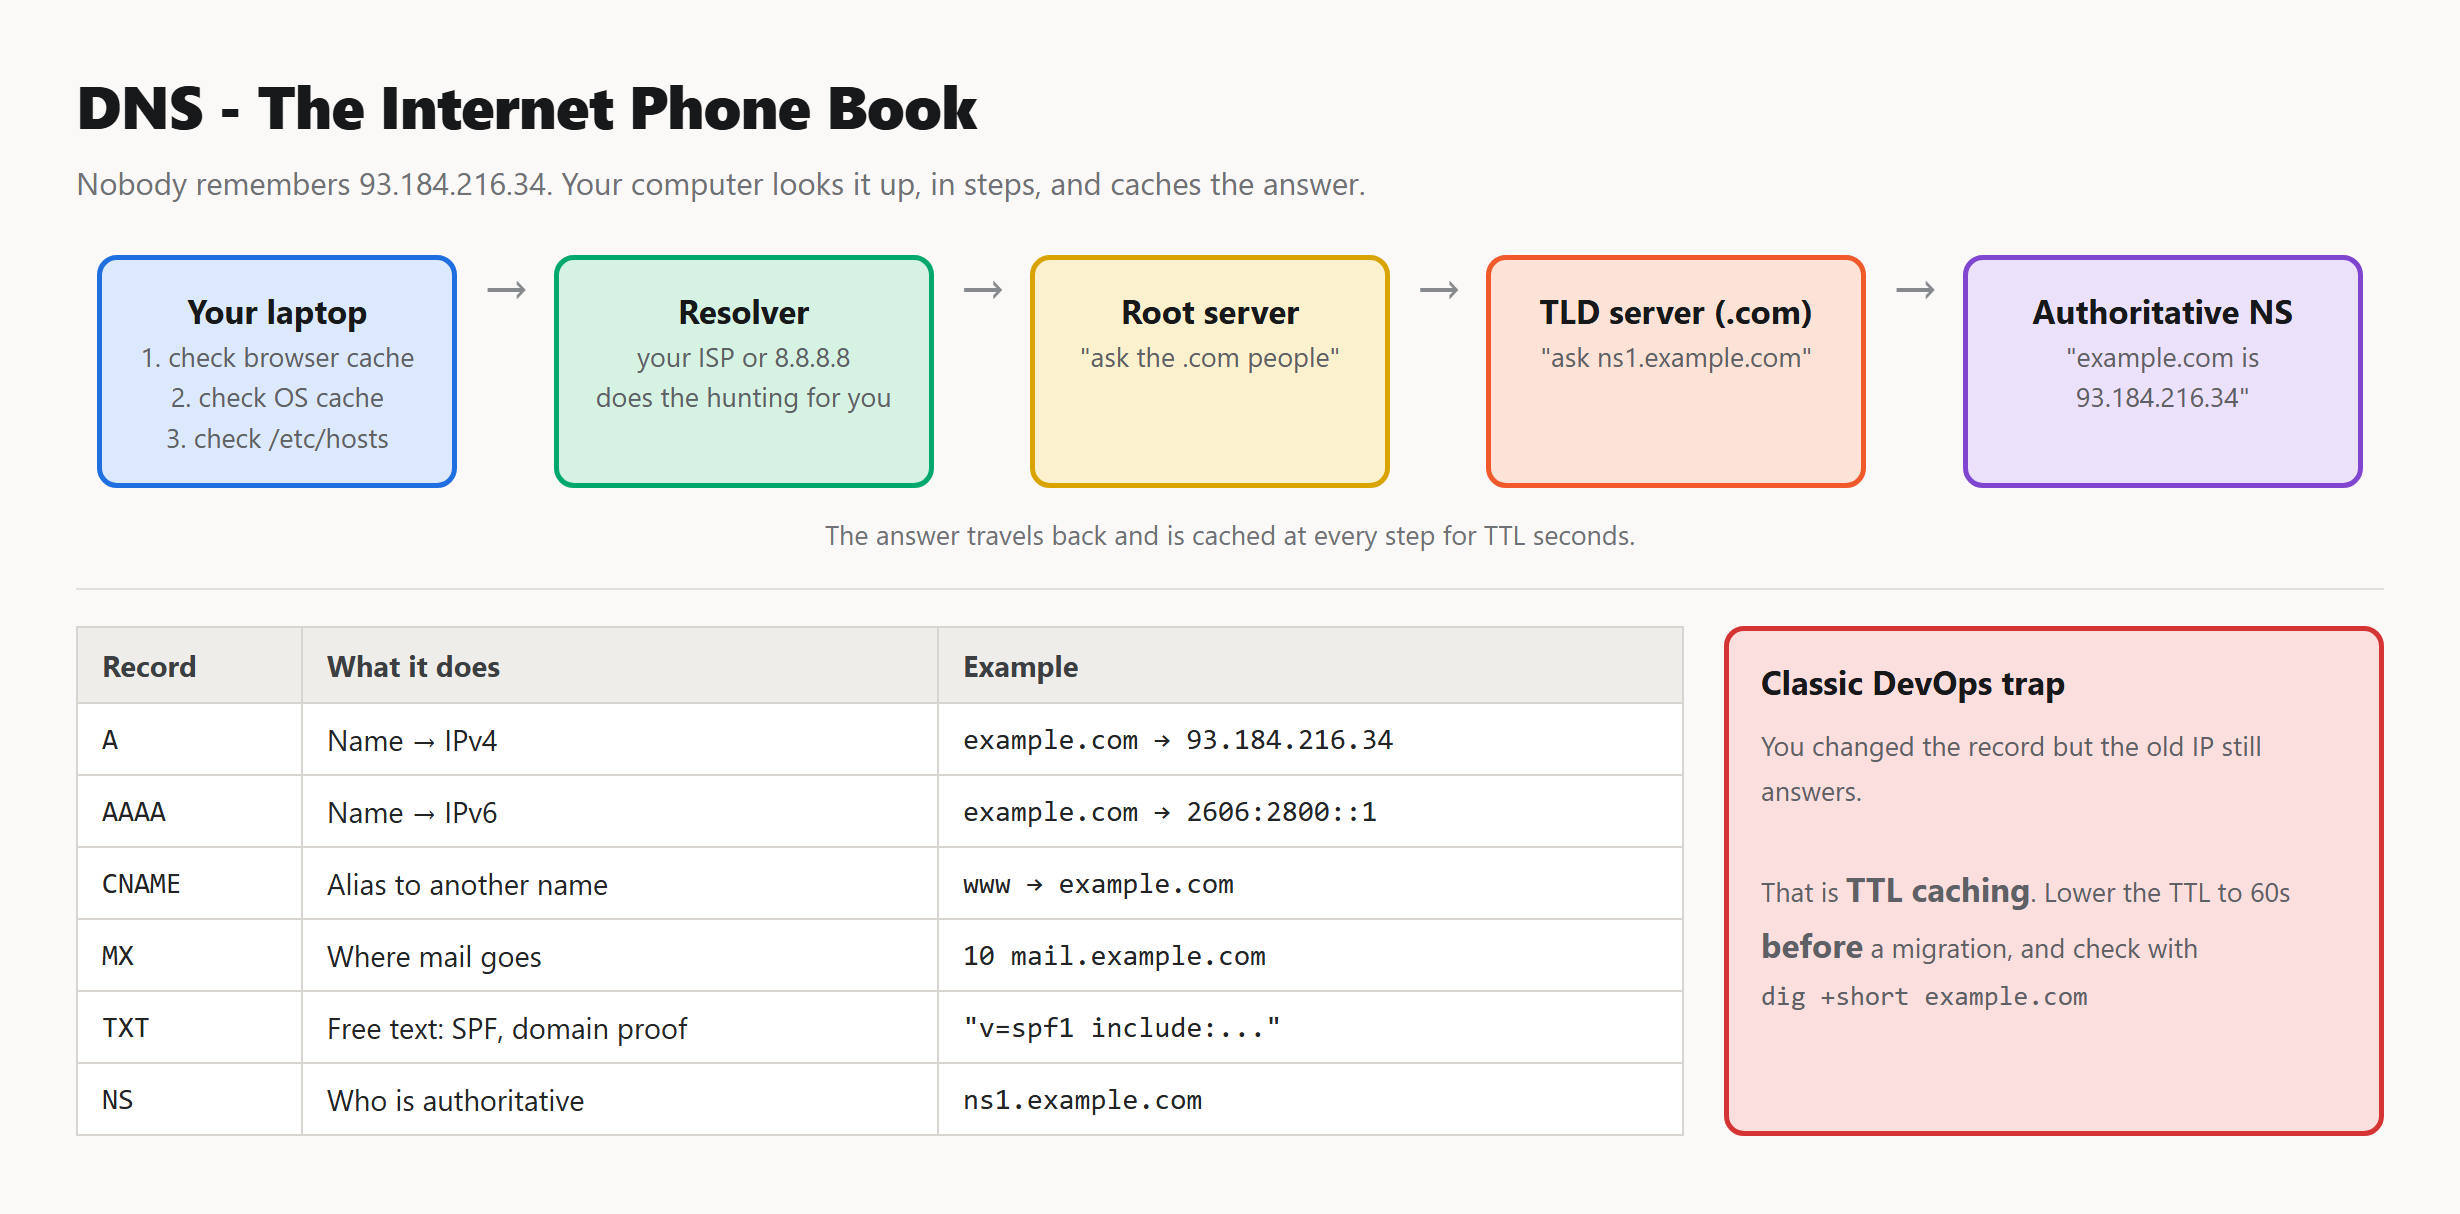 DNS - The Internet Phone Book
Nobody remembers 93.184.216.34. Your computer looks it up, in steps, and caches the answer.
Your laptop
1. check browser cache
2. check OS cache
3. check /etc/hosts
→
Resolver
your ISP or 8.8.8.8
does the hunting for you
→
Root server
"ask the .com people"
→
TLD server (.com)
"ask ns1.example.com"
→
Authoritative NS
"example.com is
93.184.216.34"
The answer travels back and is cached at every step for TTL seconds.
Record What it does Example
A Name → IPv4 example.com → 93.184.216.34
AAAA Name → IPv6 example.com → 2606:2800::1
CNAME Alias to another name www → example.com
MX Where mail goes 10 mail.example.com
TXT Free text: SPF, domain proof "v=spf1 include:..."
NS Who is authoritative ns1.example.com
Classic DevOps trap
You changed the record but the old IP still
answers.
That is TTL caching. Lower the TTL to 60s
before a migration, and check with
dig +short example.com